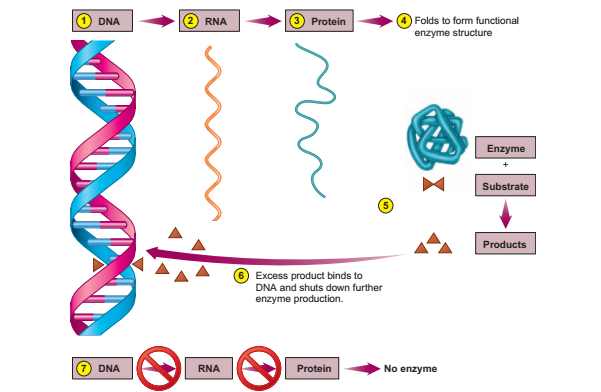 1 DNA
2 RNA
3 Protein
4 Folds to form functional
enzyme structure
Enzyme
+
Substrate
5
Products
6 Excess product binds to
DNA and shuts down further
enzyme production.
7 DNA
RNA
Protein
No enzyme